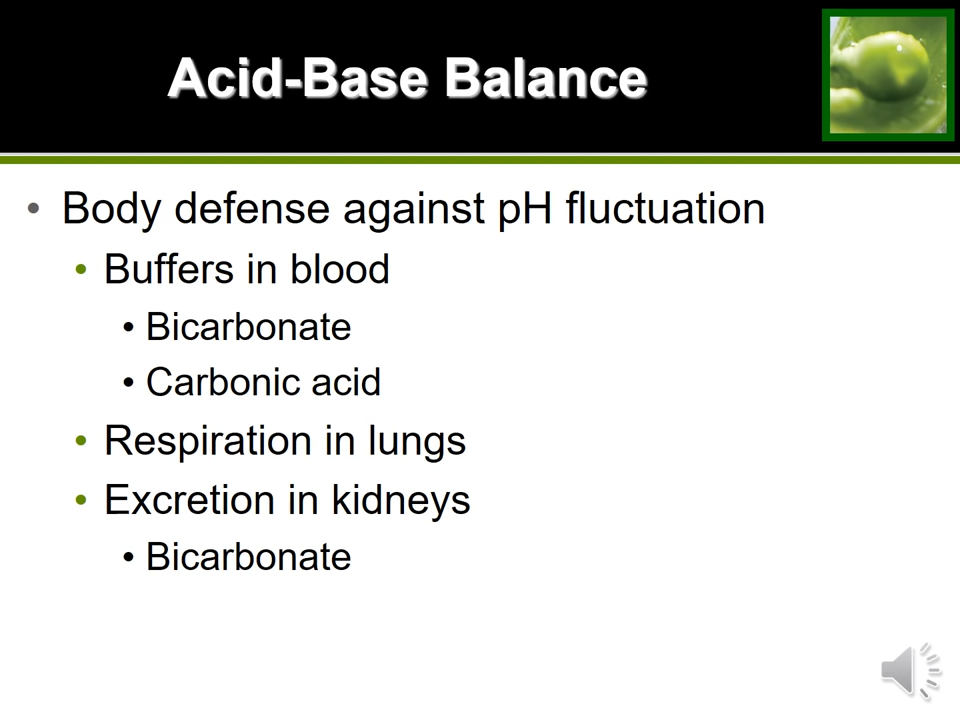 Acid-Base Balance
• Body defense against pH fluctuation
• Buffers in blood
• Bicarbonate
• Carbonic acid
• Respiration in lungs
• Excretion in kidneys
• Bicarbonate